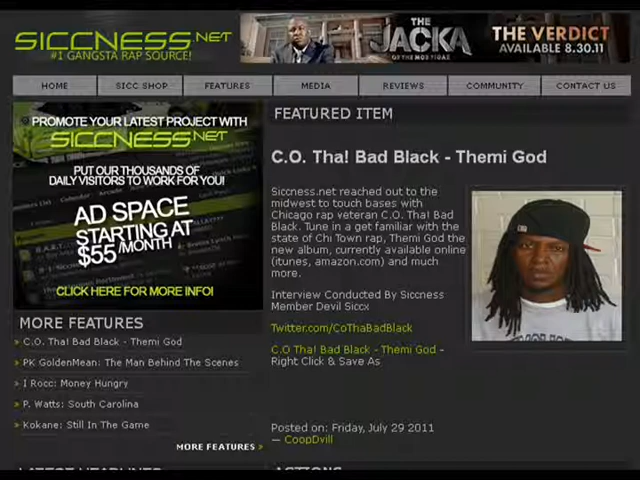 SICCNESS.NET
#1 GANGSTA RAP SOURCE!
THE
JACKA
OF THE MOB FIGAZ
THE VERDICT
AVAILABLE 8.30.11
HOME SICC SHOP FEATURES MEDIA REVIEWS COMMUNITY CONTACT US
PROMOTE YOUR LATEST PROJECT WITH
SICCNESS.NET
PUT OUR THOUSANDS OF
DAILY VISITORS TO WORK FOR YOU!
AD SPACE
STARTING AT
$55/MONTH
CLICK HERE FOR MORE INFO!
MORE FEATURES
» C.O. Tha! Bad Black - Themi God
» PK GoldenMean: The Man Behind The Scenes
» I Rocc: Money Hungry
» P. Watts: South Carolina
» Kokane: Still In The Game
MORE FEATURES »
FEATURED ITEM
C.O. Tha! Bad Black - Themi God
Siccness.net reached out to the
midwest to touch bases with
Chicago rap veteran C.O. Tha! Bad
Black. Tune in a get familiar with the
state of Chi Town rap, Themi God the
new album, currently available online
(itunes, amazon.com) and much
more.
Interview Conducted By Siccness
Member Devil Siccx
Twitter.com/CoThaBadBlack
C.O Tha! Bad Black - Themi God -
Right Click & Save As
Posted on: Friday, July 29 2011
— CoopDvill
ACTIONS